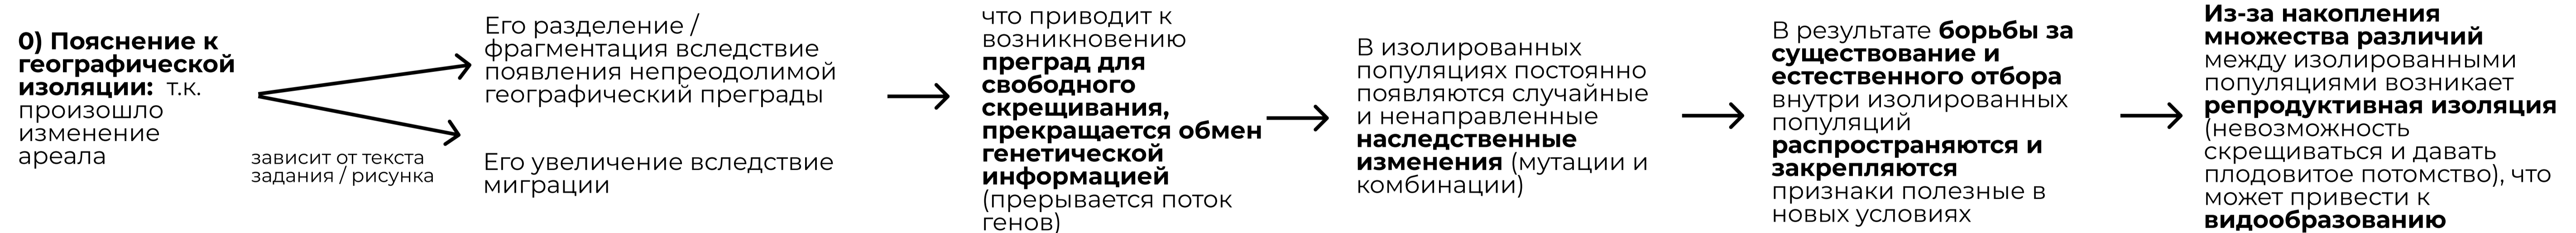 0) Пояснение к
географической
изоляции: т.к.
произошло
изменение
ареала
зависит от текста
задания / рисунка
Его разделение /
фрагментация вследствие
появления непреодолимой
географический преграды
Его увеличение вследствие
миграции
что приводит к
возникновению
преград для
свободного
скрещивания,
прекращается обмен
генетической
информацией
(прерывается поток
генов)
В изолированных
популяциях постоянно
появляются случайные
и ненаправленные
наследственные
изменения (мутации и
комбинации)
В результате борьбы за
существование и
естественного отбора
внутри изолированных
популяций
распространяются и
закрепляются
признаки полезные в
новых условиях
Из-за накопления
множества различий
между изолированными
популяциями возникает
репродуктивная изоляция
(невозможность
скрещиваться и давать
плодовитое потомство), что
может привести к
видообразованию